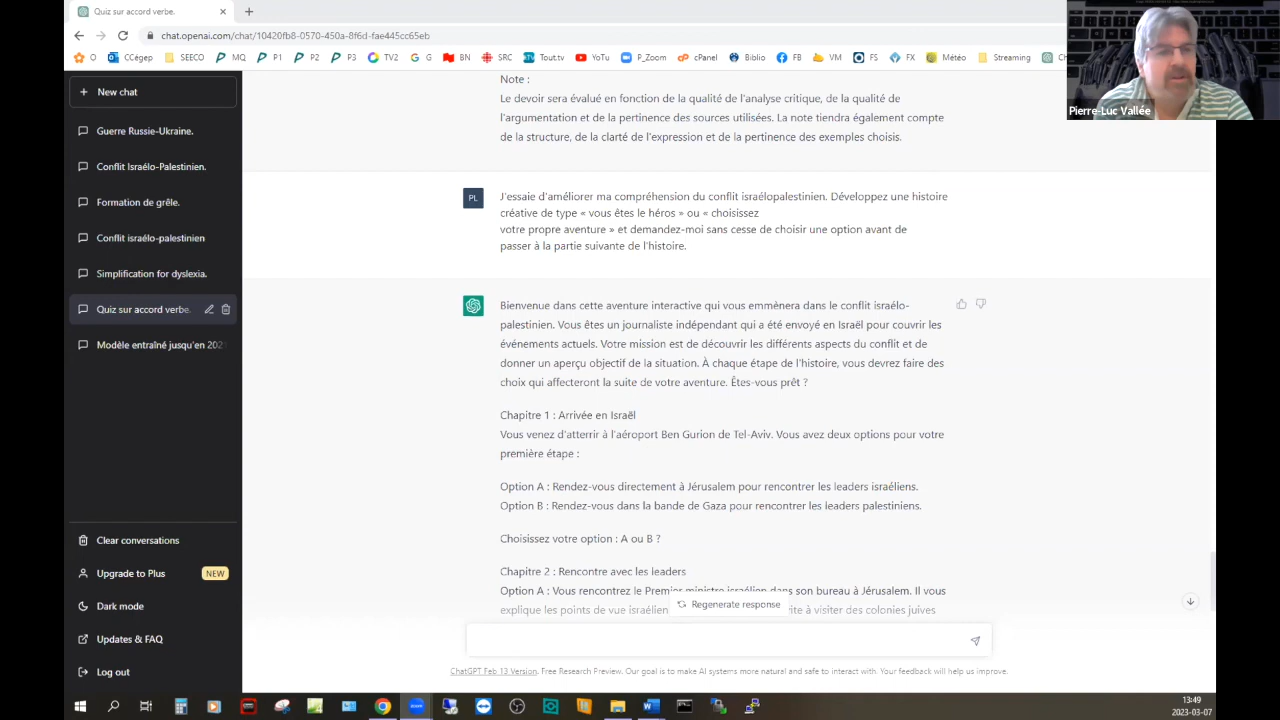 Quiz sur accord verbe.
chat.openai.com/chat/10420fb8-0570-450a-8f6d-fae445cc65eb
O CCégep SEECO MQ P1 P2 P3 TV2 G BN SRC Tout.tv YoTu P_Zoom cPanel Biblio FB VM FS FX Météo Streaming
Pierre-Luc Vallée
New chat
Guerre Russie-Ukraine.
Conflit Israélo-Palestinien.
Formation de grêle.
Conflit israélo-palestinien
Simplification for dyslexia.
Quiz sur accord verbe.
Modèle entraîné jusqu'en 2021
Clear conversations
Upgrade to Plus NEW
Dark mode
Updates & FAQ
Log out
Note :
Le devoir sera évalué en fonction de la qualité de l'analyse critique, de la qualité de
l'argumentation et de la pertinence des sources utilisées. La note tiendra également compte
de la structure, de la clarté de l'expression et de la pertinence des exemples choisis.
PL
J'essaie d'améliorer ma compréhension du conflit israélopalestinien. Développez une histoire
créative de type « vous êtes le héros » ou « choisissez
votre propre aventure » et demandez-moi sans cesse de choisir une option avant de
passer à la partie suivante de l'histoire.
Bienvenue dans cette aventure interactive qui vous emmènera dans le conflit israélo-
palestinien. Vous êtes un journaliste indépendant qui a été envoyé en Israël pour couvrir les
événements actuels. Votre mission est de découvrir les différents aspects du conflit et de
donner un aperçu objectif de la situation. À chaque étape de l'histoire, vous devrez faire des
choix qui affecteront la suite de votre aventure. Êtes-vous prêt ?
Chapitre 1 : Arrivée en Israël
Vous venez d'atterrir à l'aéroport Ben Gurion de Tel-Aviv. Vous avez deux options pour votre
première étape :
Option A : Rendez-vous directement à Jérusalem pour rencontrer les leaders israéliens.
Option B : Rendez-vous dans la bande de Gaza pour rencontrer les leaders palestiniens.
Choisissez votre option : A ou B ?
Chapitre 2 : Rencontre avec les leaders
Option A : Vous rencontrez le Premier ministre israélien dans son bureau à Jérusalem. Il vous
explique les points de vue israélien à visiter des colonies juives
Regenerate response
ChatGPT Feb 13 Version. Free Research Preview. Our goal is to make AI systems more natural and safe to interact with. Your feedback will help us improve.
13:49
2023-03-07